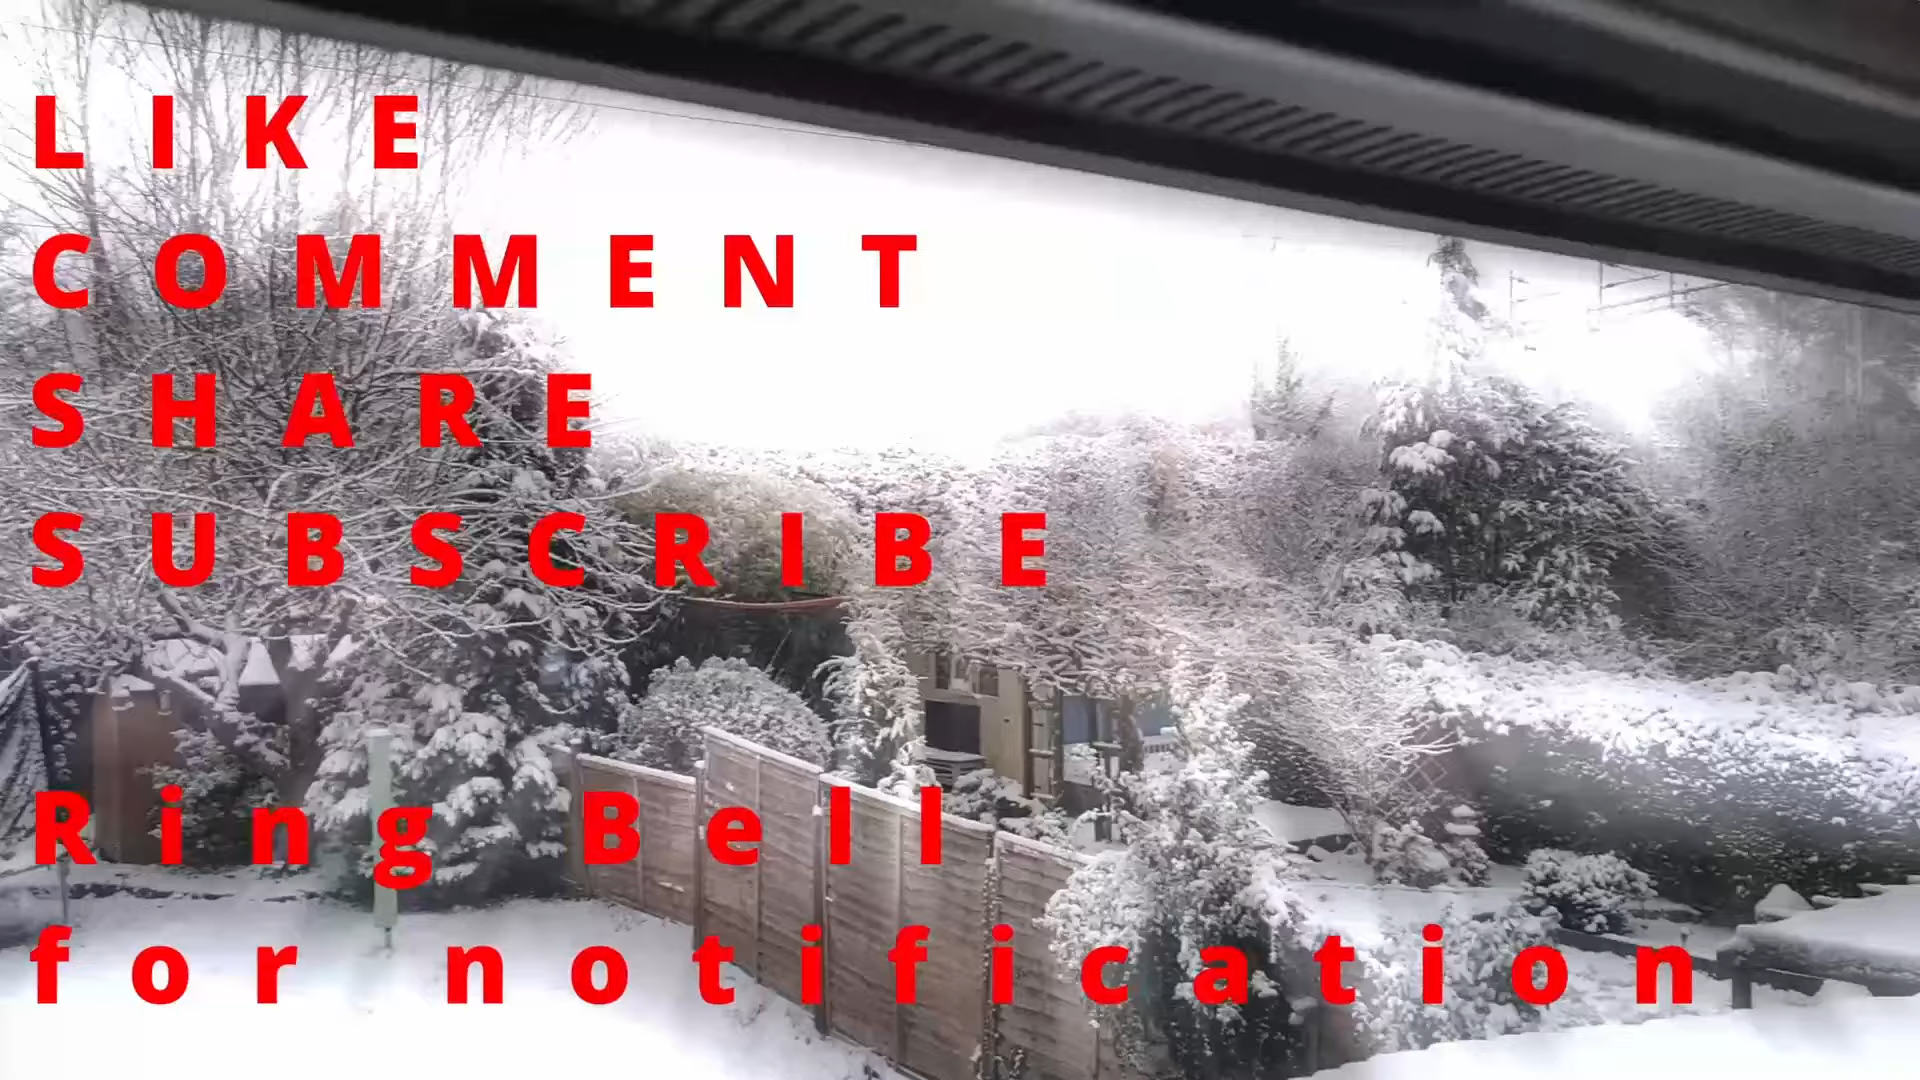 LIKE
COMMENT
SHARE
SUBSCRIBE
Ring Bell
for notification